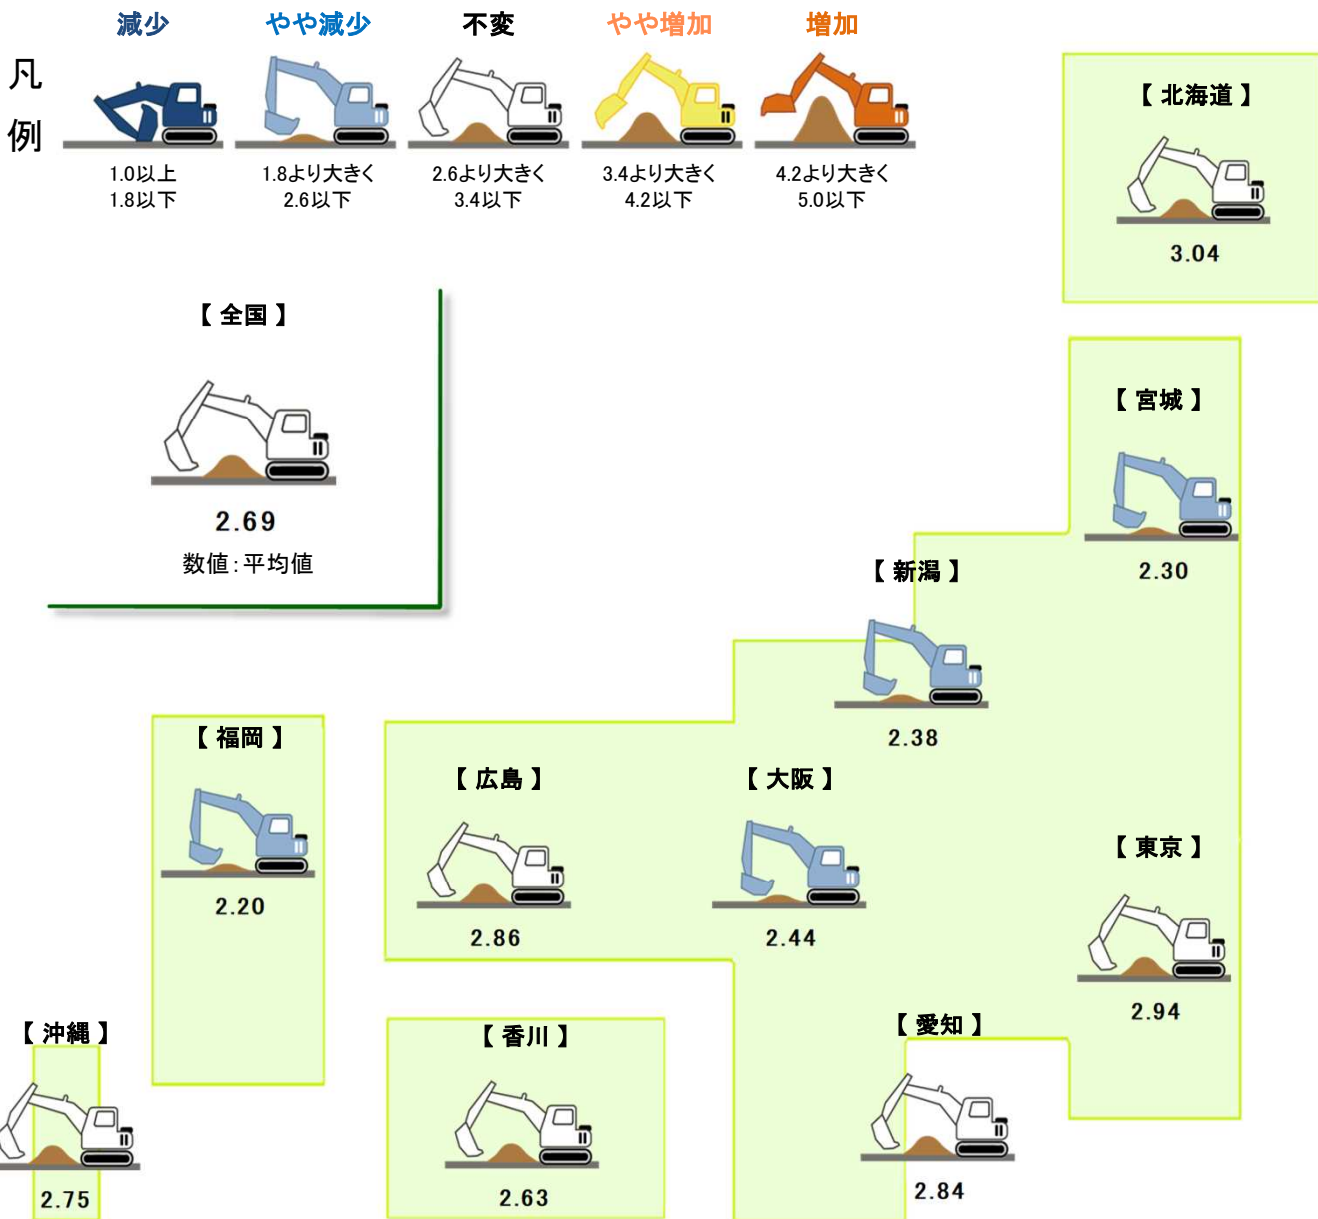 減少 やや減少 不変 やや増加 増加
凡
例
1.0以上 1.8より大きく 2.6より大きく 3.4より大きく 4.2より大きく
1.8以下 2.6以下 3.4以下 4.2以下 5.0以下
【 北海道 】
3.04
【 全国 】
2.69
数値：平均値
【 宮城 】
2.30
【 新潟 】
2.38
【 福岡 】
2.20
【 広島 】
2.86
【 大阪 】
2.44
【 東京 】
2.94
【 沖縄 】
2.75
【 香川 】
2.63
【 愛知 】
2.84